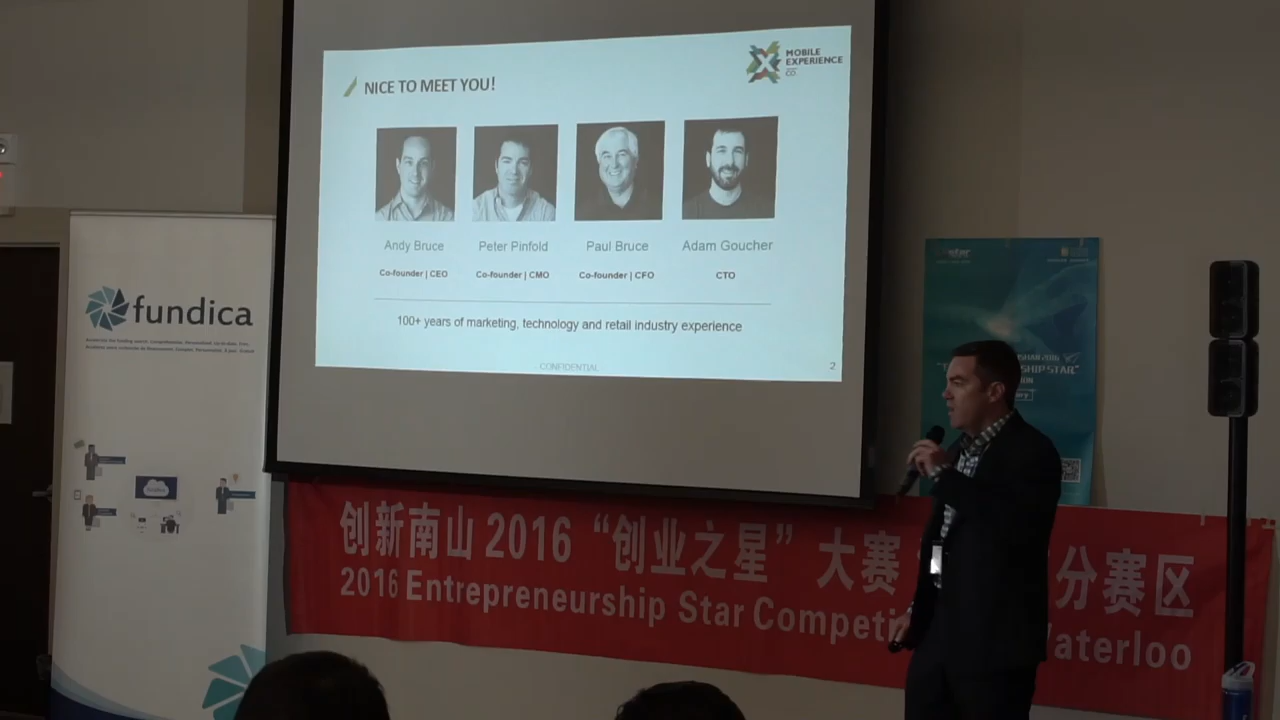 NICE TO MEET YOU!
MOBILE
EXPERIENCE
CO.
Andy Bruce
Co-founder | CEO
Peter Pinfold
Co-founder | CMO
Paul Bruce
Co-founder | CFO
Adam Goucher
CTO
100+ years of marketing, technology and retail industry experience
CONFIDENTIAL
2
fundica
创新南山 2016 “创业之星” 大赛 分赛区
2016 Entrepreneurship Star Competi aterloo